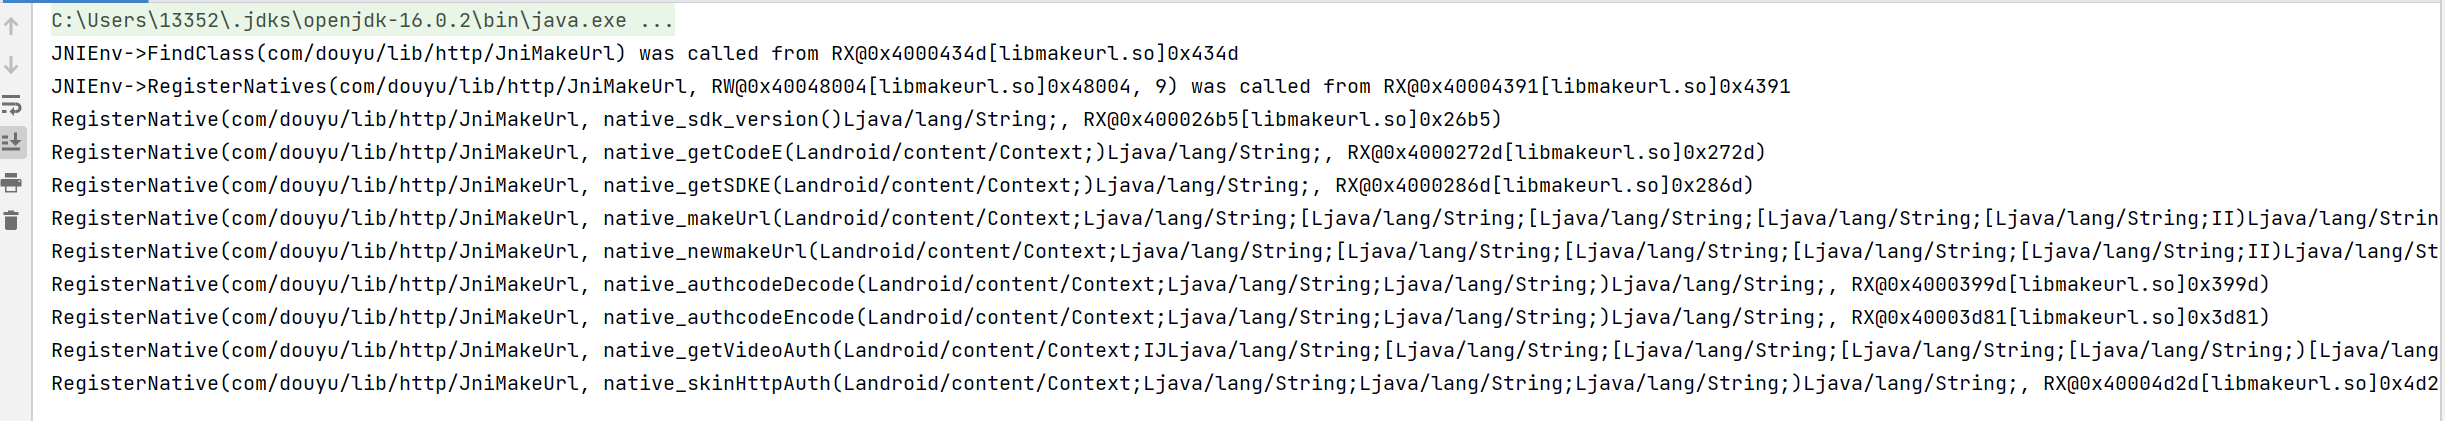 C:\Users\13352\.jdks\openjdk-16.0.2\bin\java.exe ...
JNIEnv->FindClass(com/douyu/lib/http/JniMakeUrl) was called from RX@0x4000434d[libmakeurl.so]0x434d
JNIEnv->RegisterNatives(com/douyu/lib/http/JniMakeUrl, RW@0x40048004[libmakeurl.so]0x48004, 9) was called from RX@0x40004391[libmakeurl.so]0x4391
RegisterNative(com/douyu/lib/http/JniMakeUrl, native_sdk_version()Ljava/lang/String;, RX@0x400026b5[libmakeurl.so]0x26b5)
RegisterNative(com/douyu/lib/http/JniMakeUrl, native_getCodeE(Landroid/content/Context;)Ljava/lang/String;, RX@0x4000272d[libmakeurl.so]0x272d)
RegisterNative(com/douyu/lib/http/JniMakeUrl, native_getSDKE(Landroid/content/Context;)Ljava/lang/String;, RX@0x4000286d[libmakeurl.so]0x286d)
RegisterNative(com/douyu/lib/http/JniMakeUrl, native_makeUrl(Landroid/content/Context;Ljava/lang/String;[Ljava/lang/String;[Ljava/lang/String;[Ljava/lang/String;[Ljava/lang/String;II)Ljava/lang/Strin
RegisterNative(com/douyu/lib/http/JniMakeUrl, native_newmakeUrl(Landroid/content/Context;Ljava/lang/String;[Ljava/lang/String;[Ljava/lang/String;[Ljava/lang/String;[Ljava/lang/String;II)Ljava/lang/St
RegisterNative(com/douyu/lib/http/JniMakeUrl, native_authcodeDecode(Landroid/content/Context;Ljava/lang/String;Ljava/lang/String;)Ljava/lang/String;, RX@0x4000399d[libmakeurl.so]0x399d)
RegisterNative(com/douyu/lib/http/JniMakeUrl, native_authcodeEncode(Landroid/content/Context;Ljava/lang/String;Ljava/lang/String;)Ljava/lang/String;, RX@0x40003d81[libmakeurl.so]0x3d81)
RegisterNative(com/douyu/lib/http/JniMakeUrl, native_getVideoAuth(Landroid/content/Context;IJLjava/lang/String;[Ljava/lang/String;[Ljava/lang/String;[Ljava/lang/String;[Ljava/lang/String;)[Ljava/lang
RegisterNative(com/douyu/lib/http/JniMakeUrl, native_skinHttpAuth(Landroid/content/Context;Ljava/lang/String;Ljava/lang/String;Ljava/lang/String;)Ljava/lang/String;, RX@0x40004d2d[libmakeurl.so]0x4d2